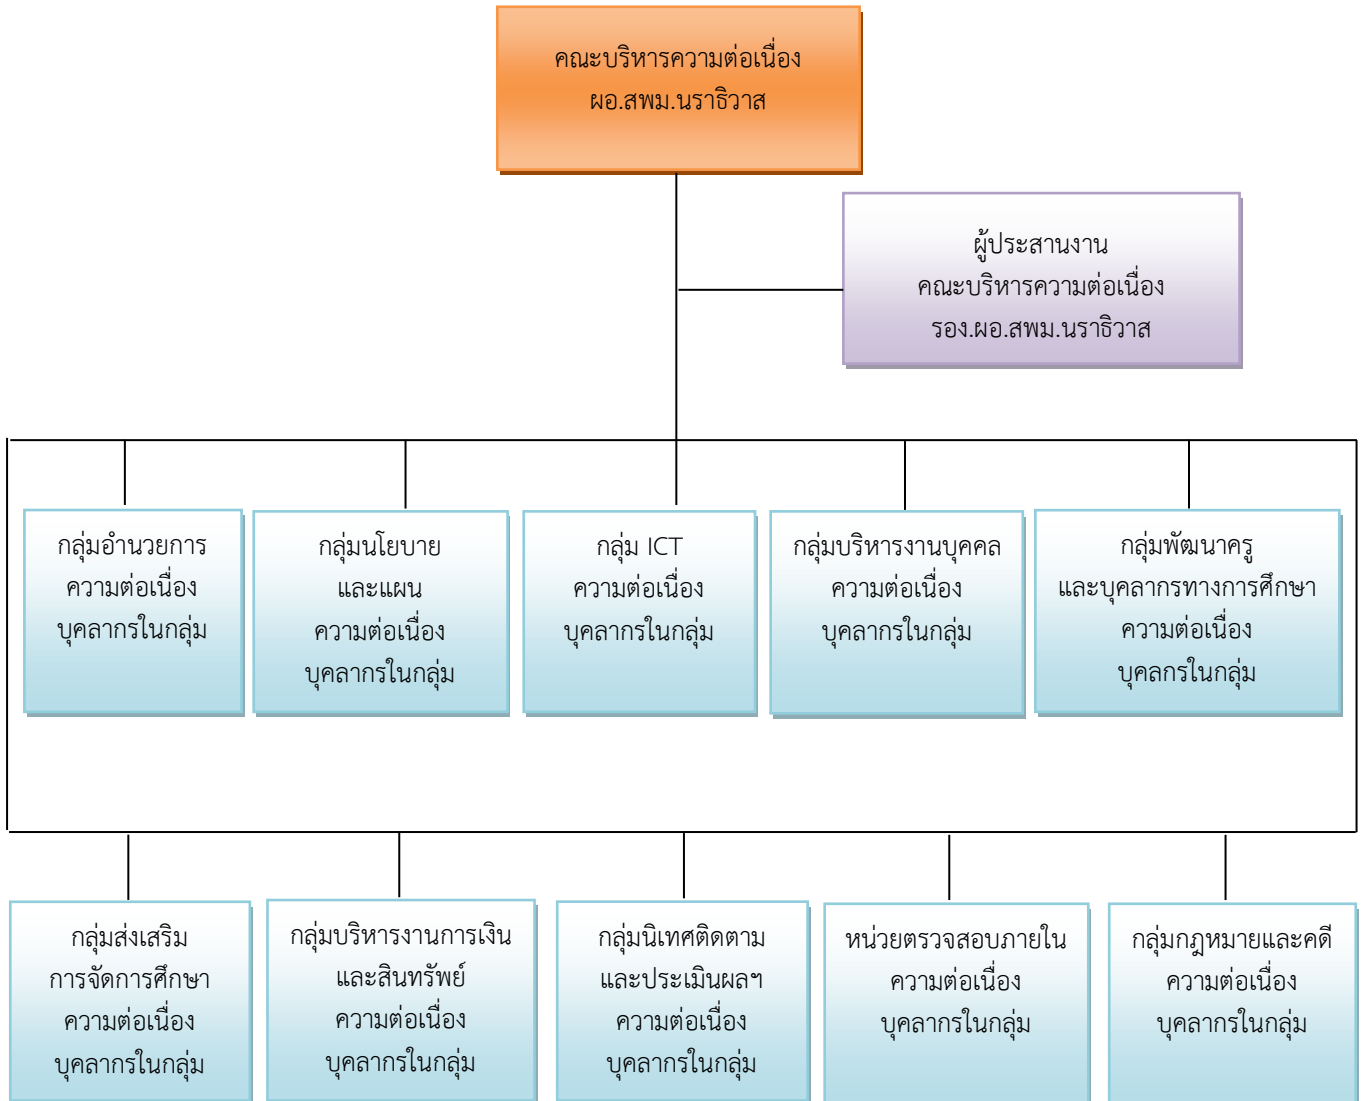 คณะบริหารความต่อเนื่อง
ผอ.สพม.นราธิวาส
ผู้ประสานงาน
คณะบริหารความต่อเนื่อง
รอง.ผอ.สพม.นราธิวาส
กลุ่มอำนวยการ
ความต่อเนื่อง
บุคลากรในกลุ่ม
กลุ่มนโยบาย
และแผน
ความต่อเนื่อง
บุคลากรในกลุ่ม
กลุ่ม ICT
ความต่อเนื่อง
บุคลากรในกลุ่ม
กลุ่มบริหารงานบุคคล
ความต่อเนื่อง
บุคลากรในกลุ่ม
กลุ่มพัฒนาครู
และบุคลากรทางการศึกษา
ความต่อเนื่อง
บุคลกรในกลุ่ม
กลุ่มส่งเสริม
การจัดการศึกษา
ความต่อเนื่อง
บุคลากรในกลุ่ม
กลุ่มบริหารงานการเงิน
และสินทรัพย์
ความต่อเนื่อง
บุคลากรในกลุ่ม
กลุ่มนิเทศติดตาม
และประเมินผลฯ
ความต่อเนื่อง
บุคลากรในกลุ่ม
หน่วยตรวจสอบภายใน
ความต่อเนื่อง
บุคลากรในกลุ่ม
กลุ่มกฎหมายและคดี
ความต่อเนื่อง
บุคลากรในกลุ่ม